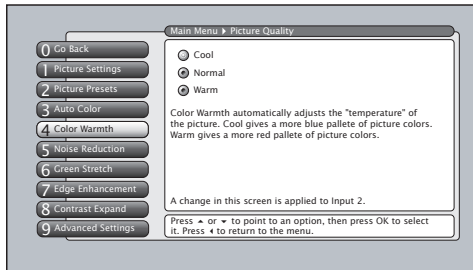 Main Menu ▸ Picture Quality
0 Go Back
1 Picture Settings
2 Picture Presets
3 Auto Color
4 Color Warmth
5 Noise Reduction
6 Green Stretch
7 Edge Enhancement
8 Contrast Expand
9 Advanced Settings
Cool
Normal
Warm
Color Warmth automatically adjusts the "temperature" of
the picture. Cool gives a more blue pallete of picture colors.
Warm gives a more red pallete of picture colors.
A change in this screen is applied to Input 2.
Press ▲ or ▼ to point to an option, then press OK to select
it. Press ◂ to return to the menu.